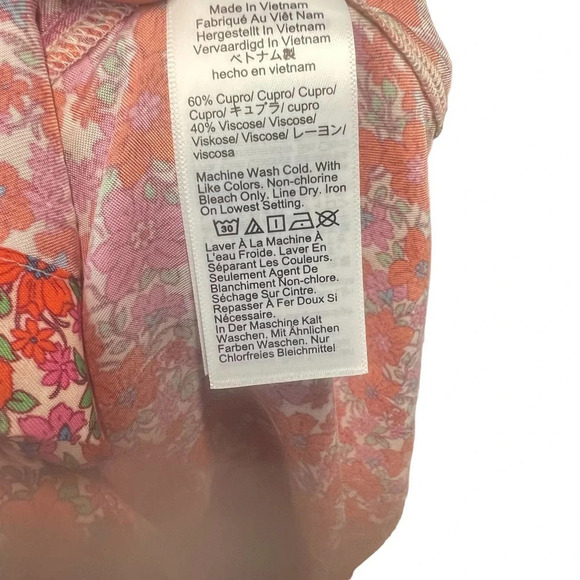 Made In Vietnam
Fabriqué Au Viêt Nam
Hergestellt In Vietnam
Vervaardigd In Vietnam
ベトナム製
hecho en vietnam
60% Cupro/ Cupro/ Cupro/
Cupro/ キュプラ/ cupro
40% Viscose/ Viscose/
Viskose/ Viscose/ レーヨン/
viscosa
Machine Wash Cold. With
Like Colors. Non-chlorine
Bleach Only. Line Dry. Iron
On Lowest Setting.
30
Laver À La Machine À
L'eau Froide. Laver En
Séparant Les Couleurs.
Seulement Agent De
Blanchiment Non-chlore.
Séchage Sur Cintre.
Repasser À Fer Doux Si
Nécessaire.
In Der Maschine Kalt
Waschen. Mit Ähnlichen
Farben Waschen. Nur
Chlorfreies Bleichmittel